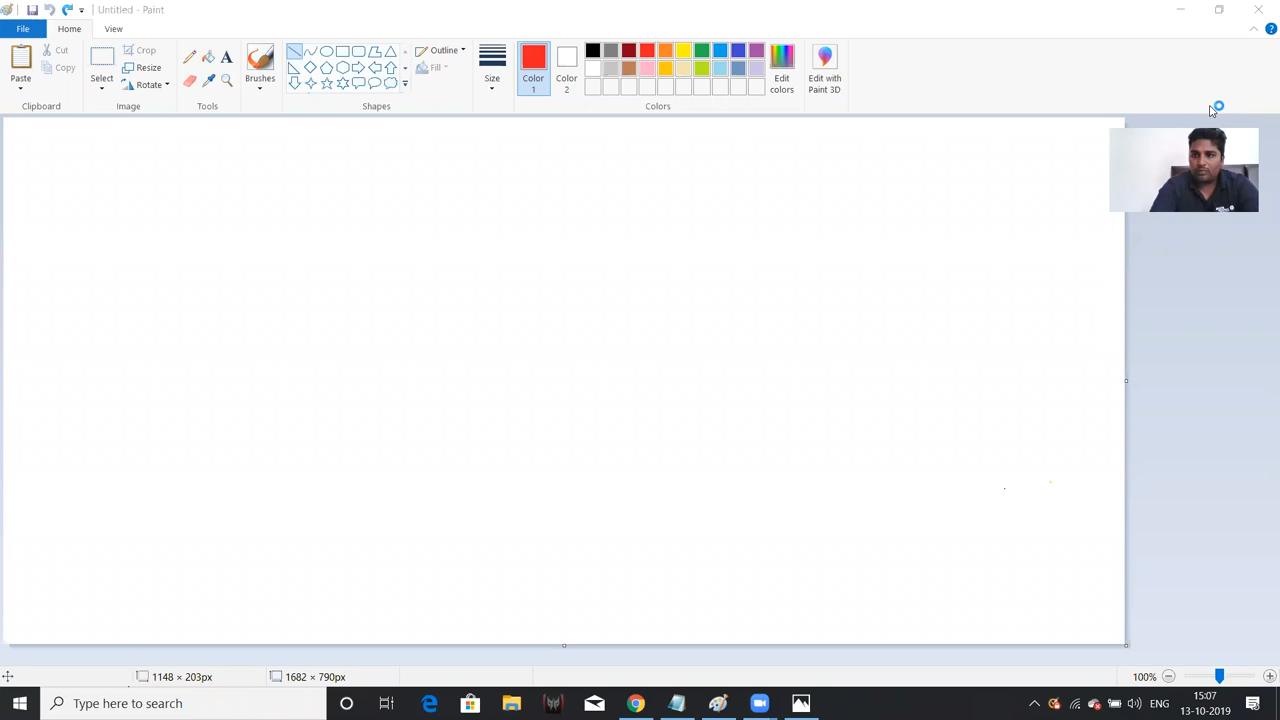 Untitled - Paint
File Home View
Paste
Cut
Copy
Clipboard
Select
Crop
Resize
Rotate
Image
Tools
Brushes
Shapes
Outline
Fill
Size
Color 1
Color 2
Colors
Edit colors
Edit with Paint 3D
1148 × 203px
1682 × 790px
100%
Type here to search
ENG
15:07
13-10-2019